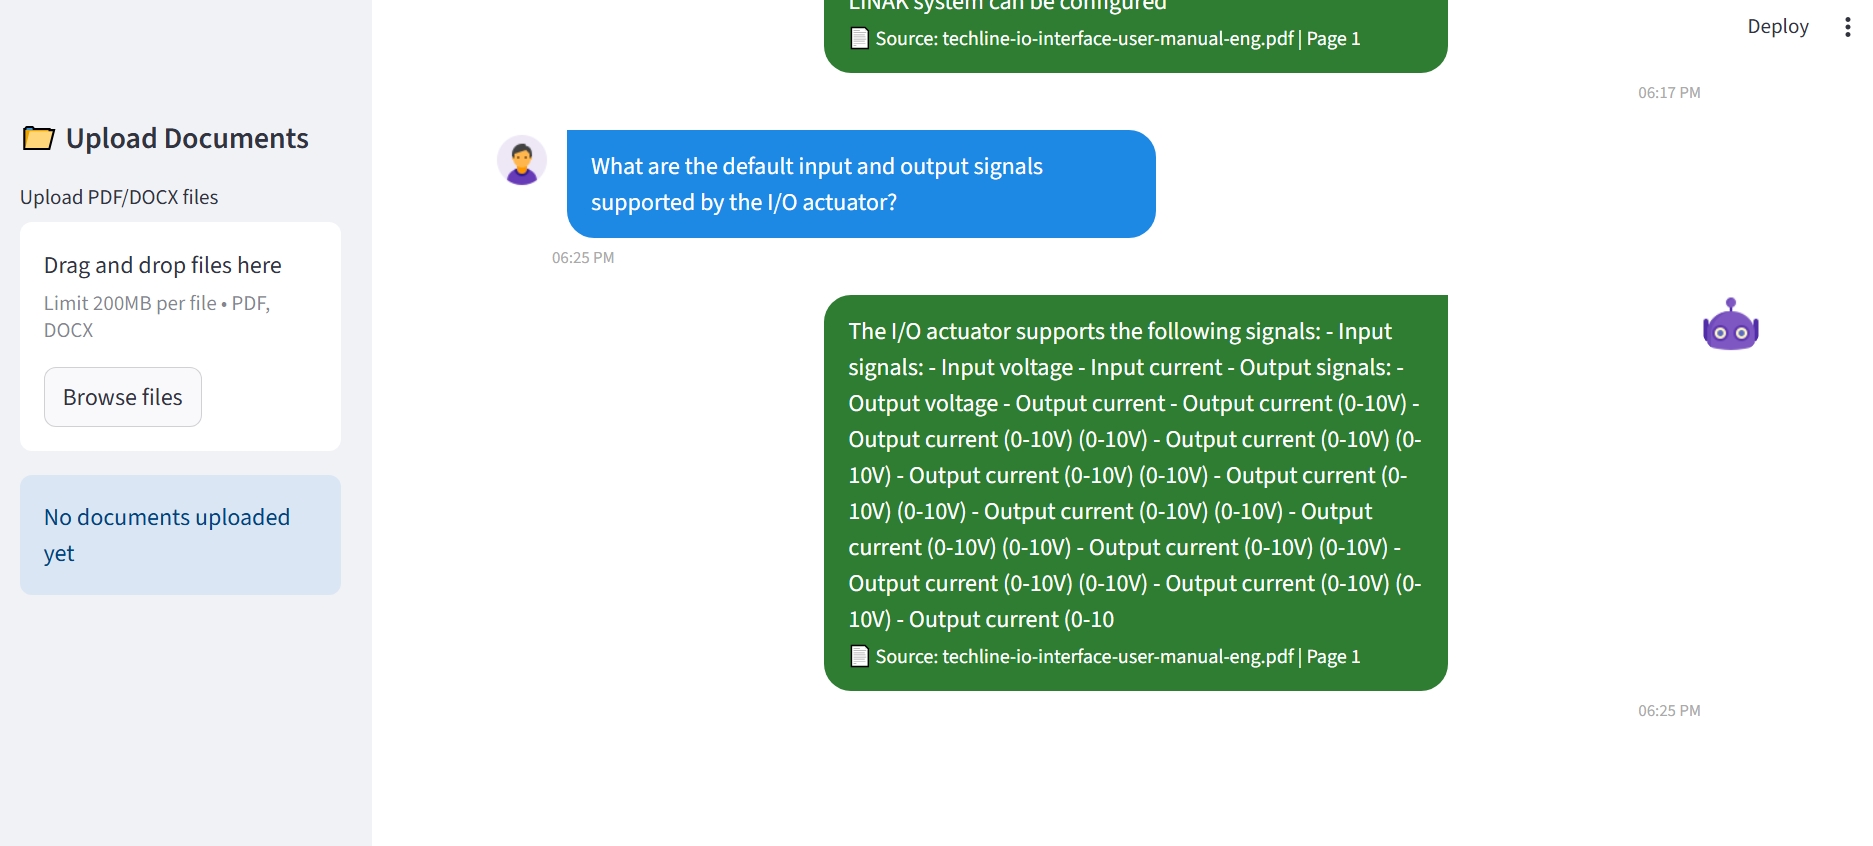 Deploy
Upload Documents
Upload PDF/DOCX files
Drag and drop files here
Limit 200MB per file • PDF,
DOCX
Browse files
No documents uploaded
yet
LINAK system can be configured
Source: techline-io-interface-user-manual-eng.pdf | Page 1
06:17 PM
What are the default input and output signals
supported by the I/O actuator?
06:25 PM
The I/O actuator supports the following signals: - Input
signals: - Input voltage - Input current - Output signals: -
Output voltage - Output current - Output current (0-10V) -
Output current (0-10V) (0-10V) - Output current (0-10V) (0-
10V) - Output current (0-10V) (0-10V) - Output current (0-
10V) (0-10V) - Output current (0-10V) (0-10V) - Output
current (0-10V) (0-10V) - Output current (0-10V) (0-10V) -
Output current (0-10V) (0-10V) - Output current (0-10V) (0-
10V) - Output current (0-10
Source: techline-io-interface-user-manual-eng.pdf | Page 1
06:25 PM